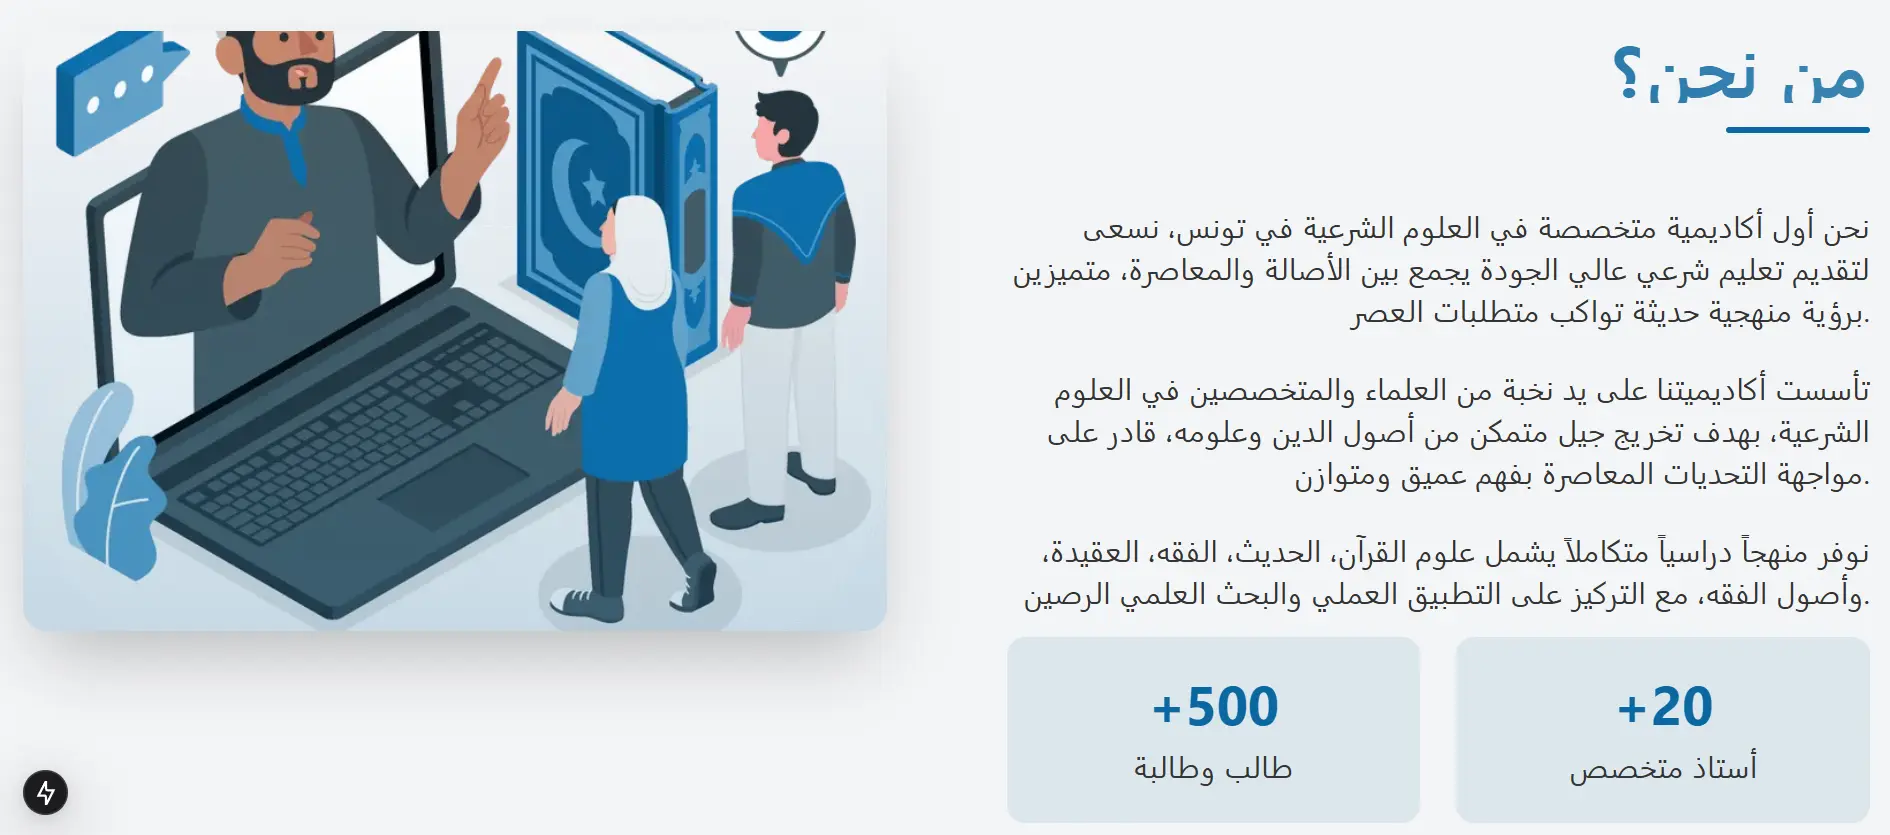 من نحن؟
نحن أول أكاديمية متخصصة في العلوم الشرعية في تونس، نسعى
لتقديم تعليم شرعي عالي الجودة يجمع بين الأصالة والمعاصرة، متميزين
برؤية منهجية حديثة تواكب متطلبات العصر.
تأسست أكاديميتنا على يد نخبة من العلماء والمتخصصين في العلوم
الشرعية، بهدف تخريج جيل متمكن من أصول الدين وعلومه، قادر على
مواجهة التحديات المعاصرة بفهم عميق ومتوازن.
نوفر منهجاً دراسياً متكاملاً يشمل علوم القرآن، الحديث، الفقه، العقيدة،
وأصول الفقه، مع التركيز على التطبيق العملي والبحث العلمي الرصين.
+20
أستاذ متخصص
+500
طالب وطالبة